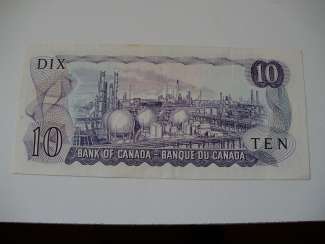 DIX 10
10 BANK OF CANADA - BANQUE DU CANADA TEN